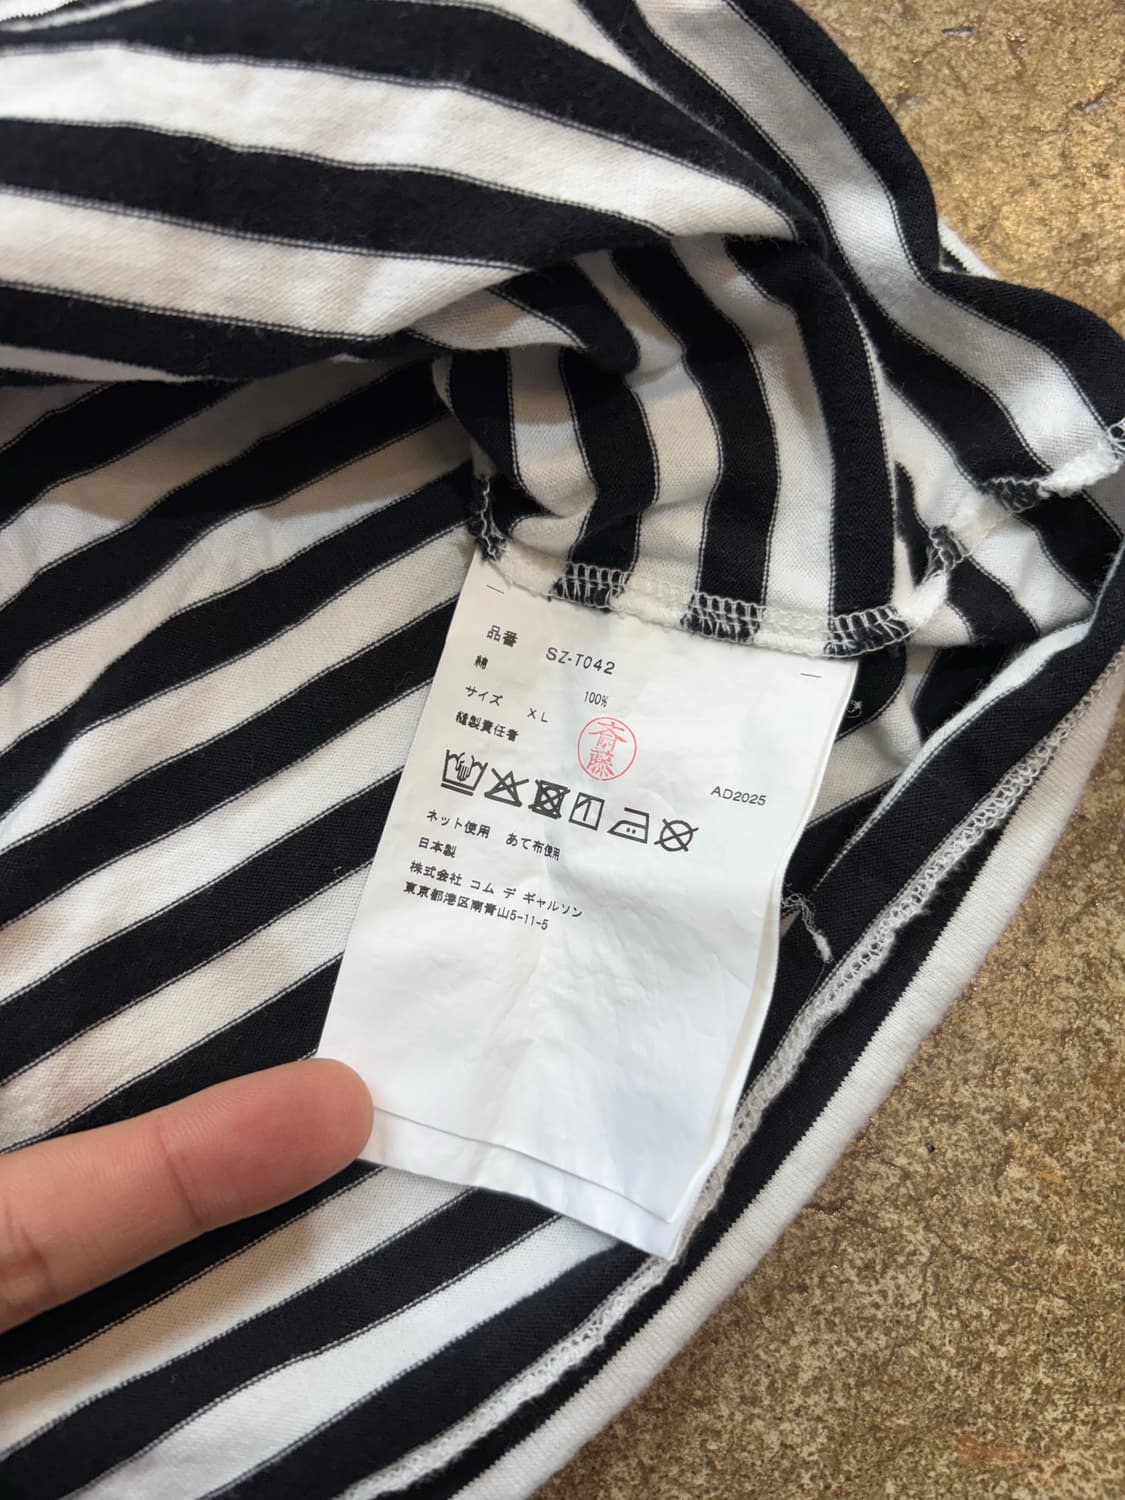 品番 SZ-T042
綿 100%
サイズ XL
縫製責任者 斎藤
AD2025
ネット使用 あて布使用
日本製
株式会社 コム デ ギャルソン
東京都港区南青山5-11-5